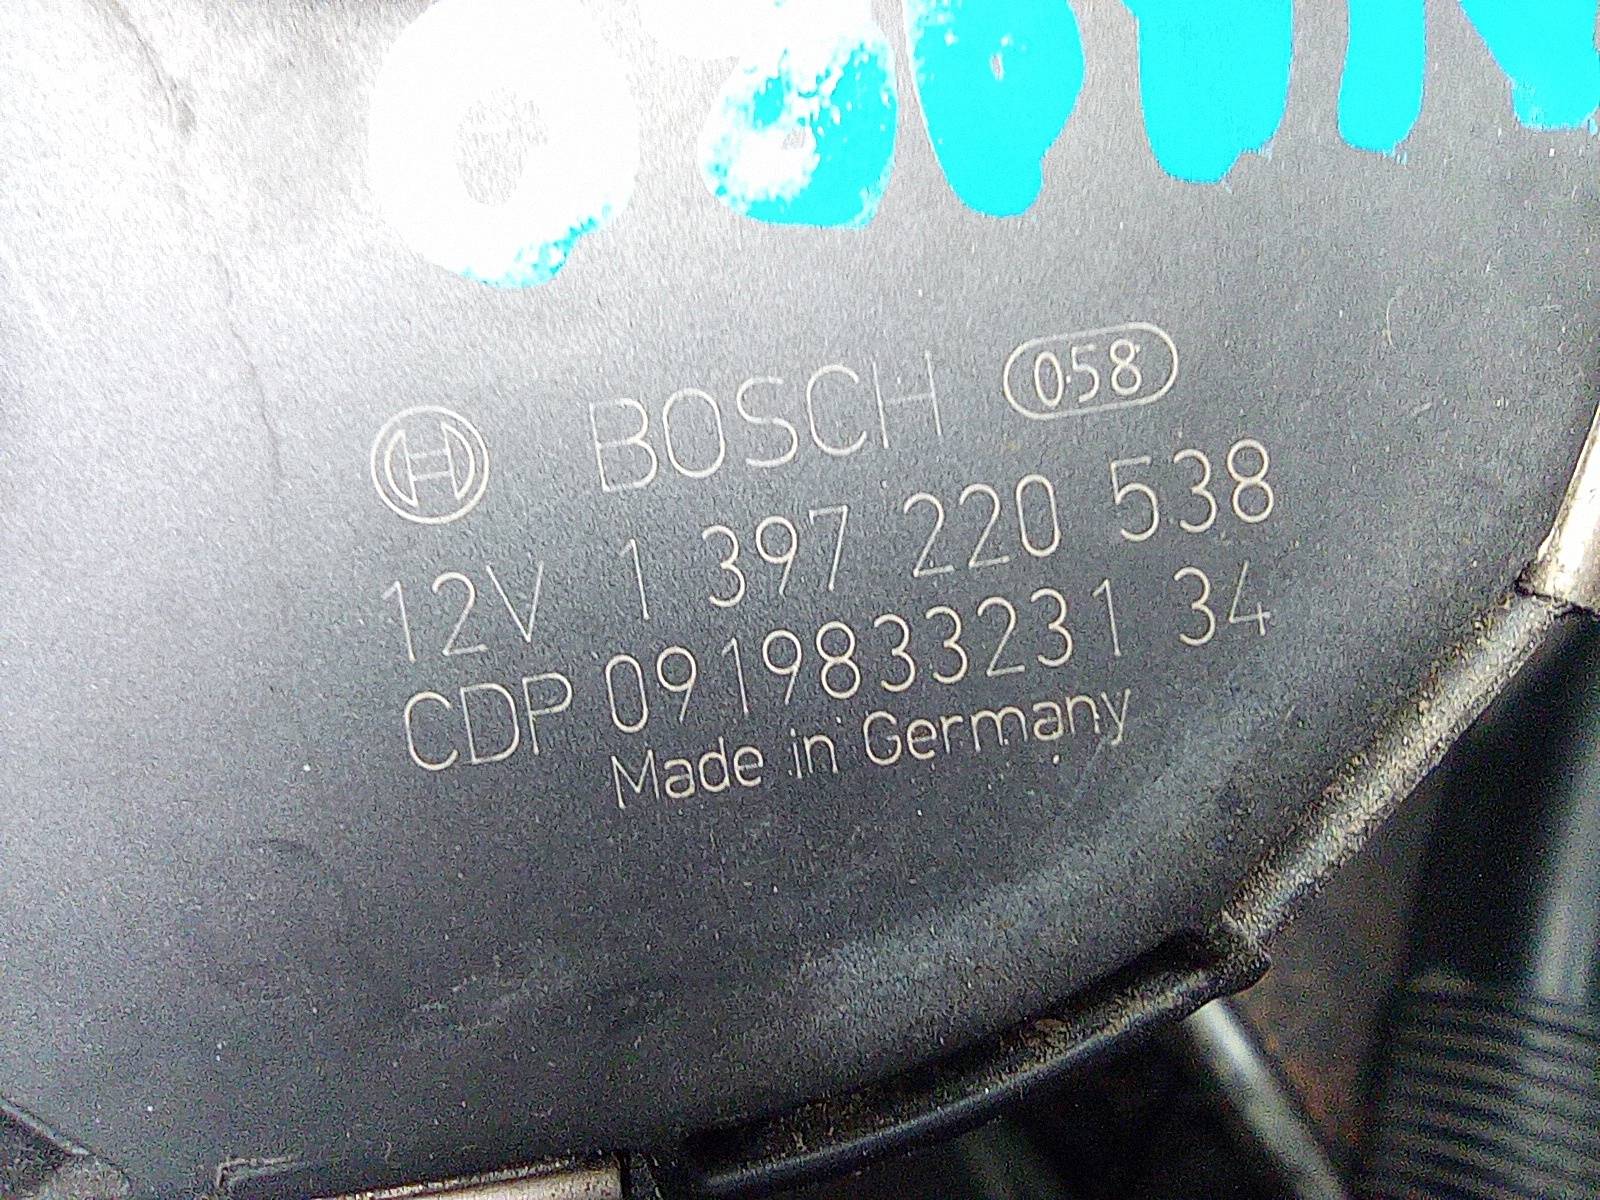 BOSCH 058
12V 1 397 220 538
CDP 0919833231 34
Made in Germany